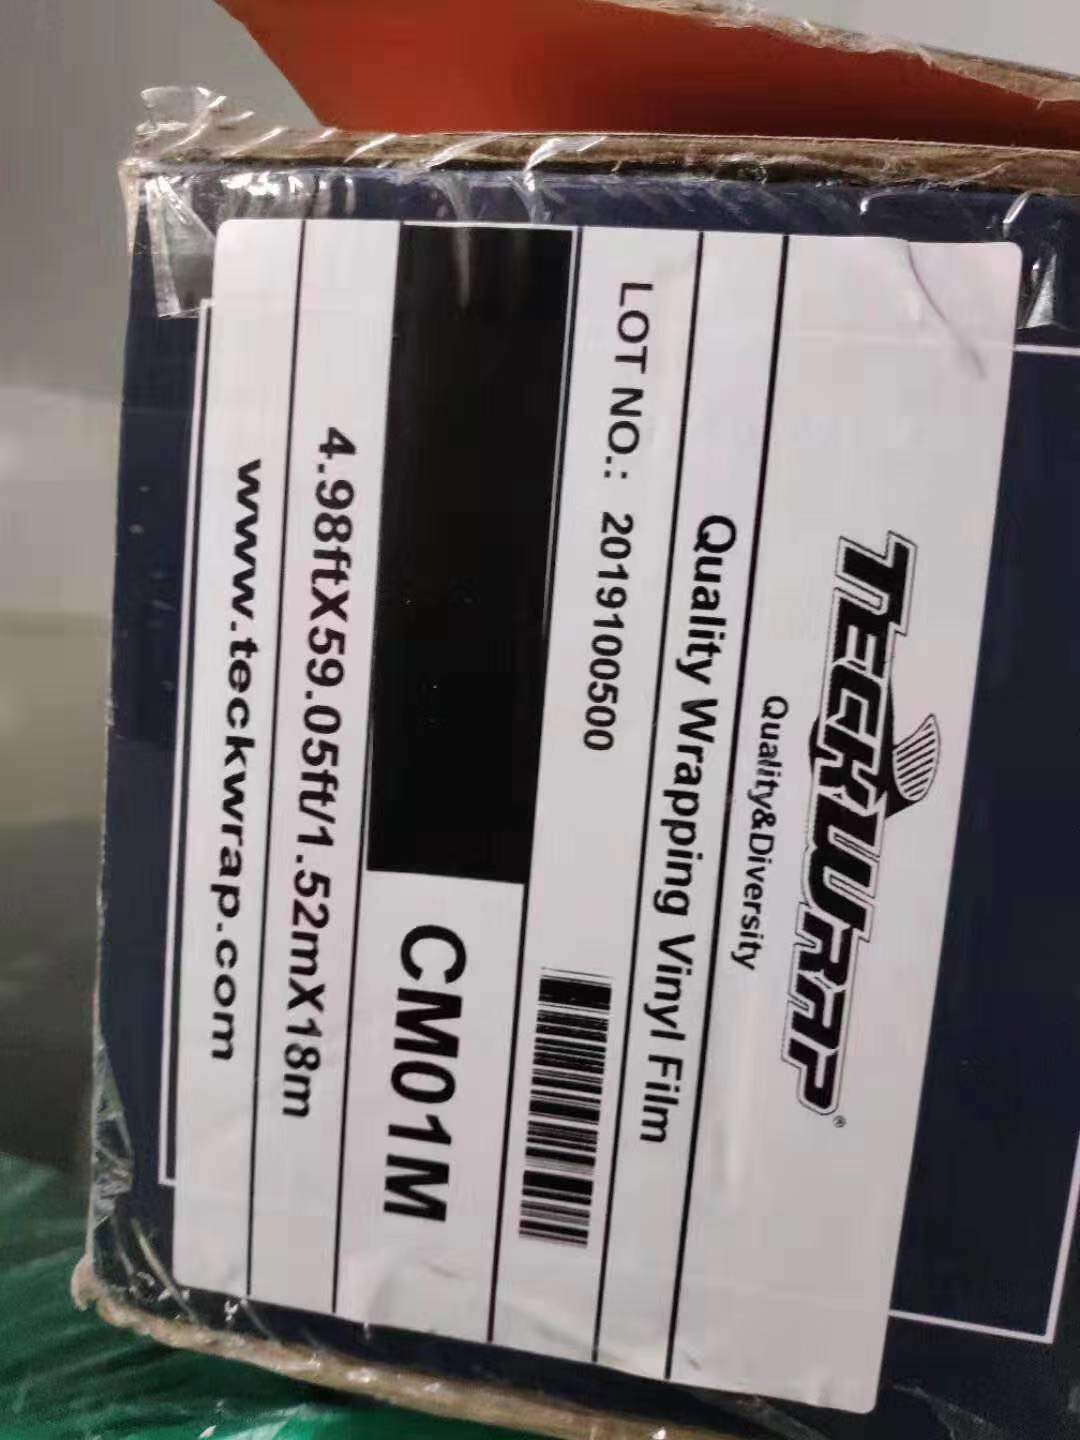 TECKWRAP®
Quality&Diversity
Quality Wrapping Vinyl Film
LOT NO.: 2019100500
CM01M
4.98ftX59.05ft/1.52mX18m
www.teckwrap.com